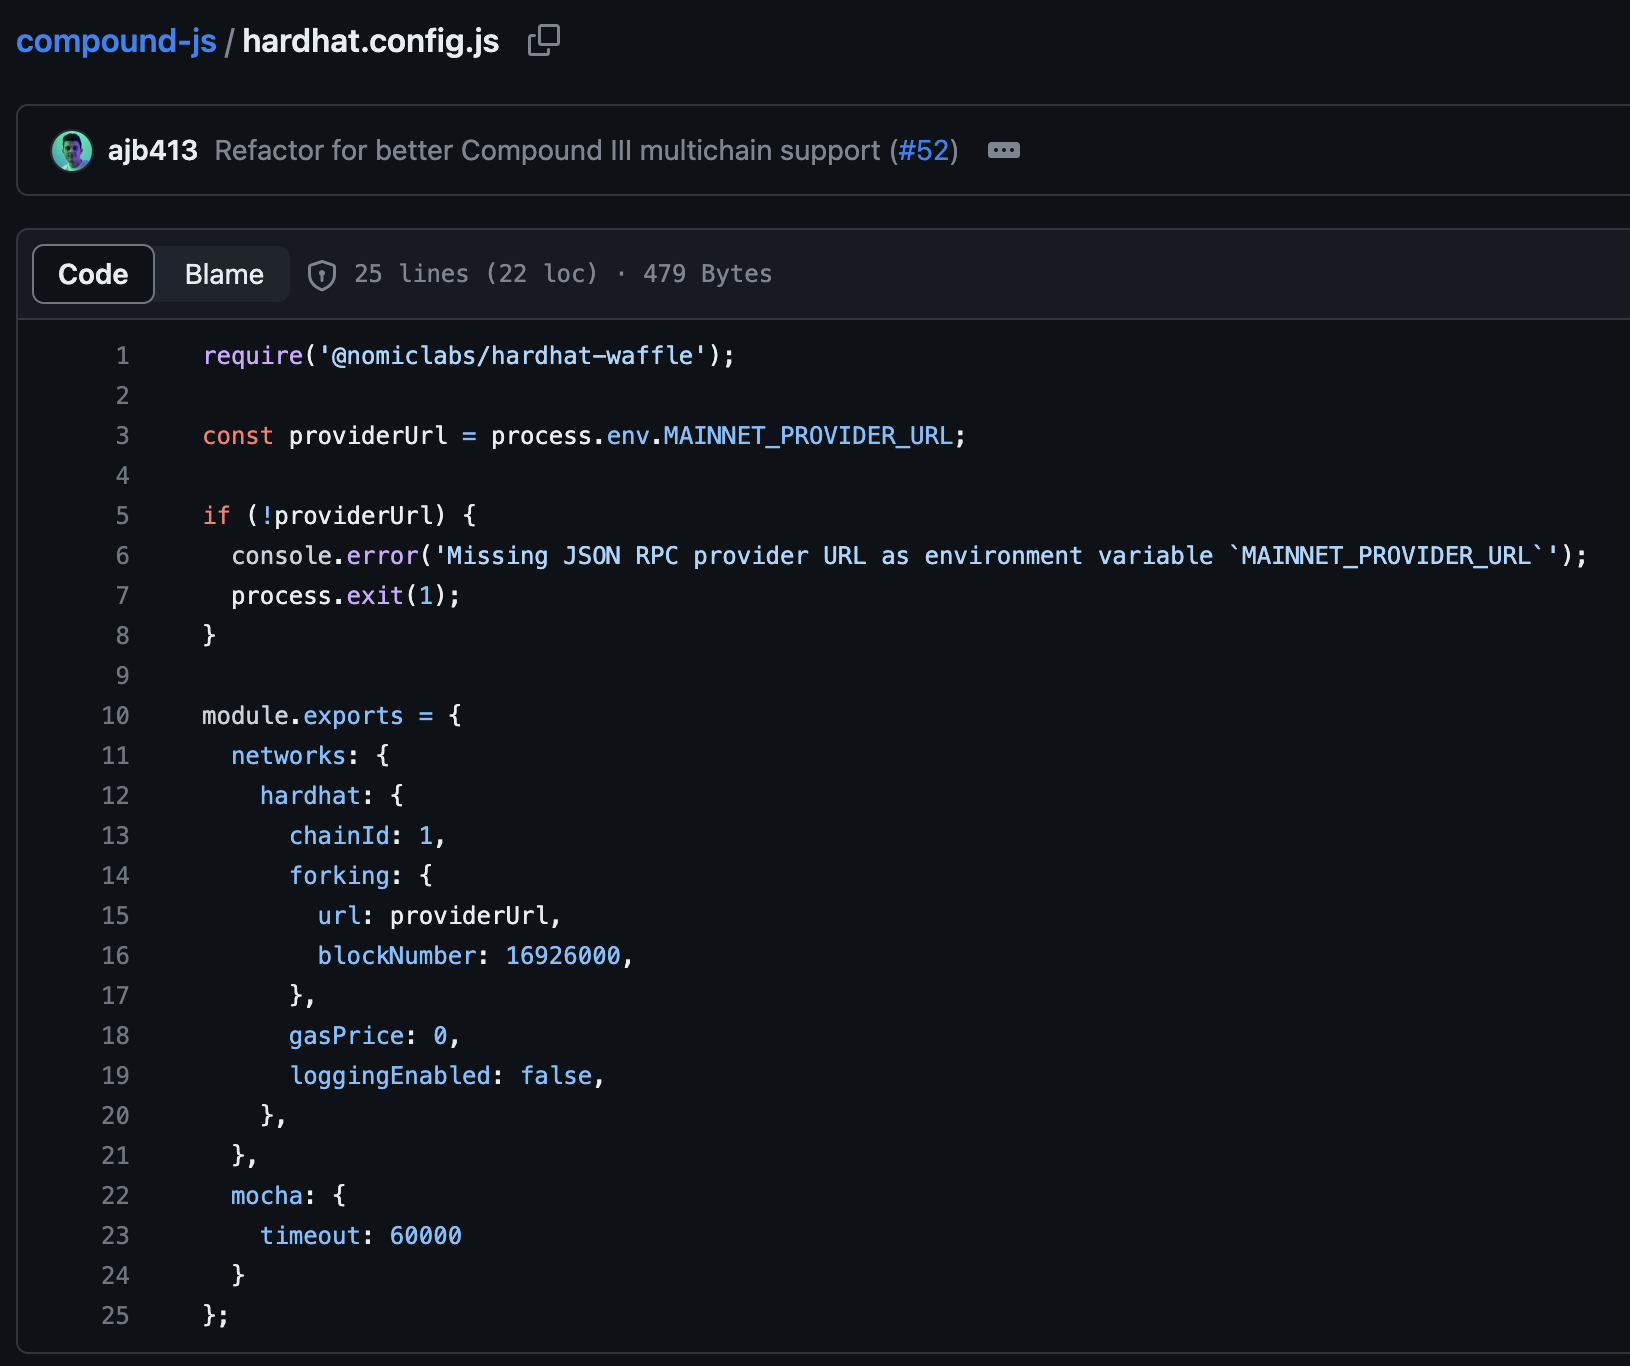 compound-js / hardhat.config.js
ajb413 Refactor for better Compound III multichain support (#52)
Code Blame 25 lines (22 loc) · 479 Bytes
1 require('@nomiclabs/hardhat-waffle');
2
3 const providerUrl = process.env.MAINNET_PROVIDER_URL;
4
5 if (!providerUrl) {
6   console.error('Missing JSON RPC provider URL as environment variable `MAINNET_PROVIDER_URL`');
7   process.exit(1);
8 }
9
10 module.exports = {
11   networks: {
12     hardhat: {
13       chainId: 1,
14       forking: {
15         url: providerUrl,
16         blockNumber: 16926000,
17       },
18       gasPrice: 0,
19       loggingEnabled: false,
20     },
21   },
22   mocha: {
23     timeout: 60000
24   }
25 };